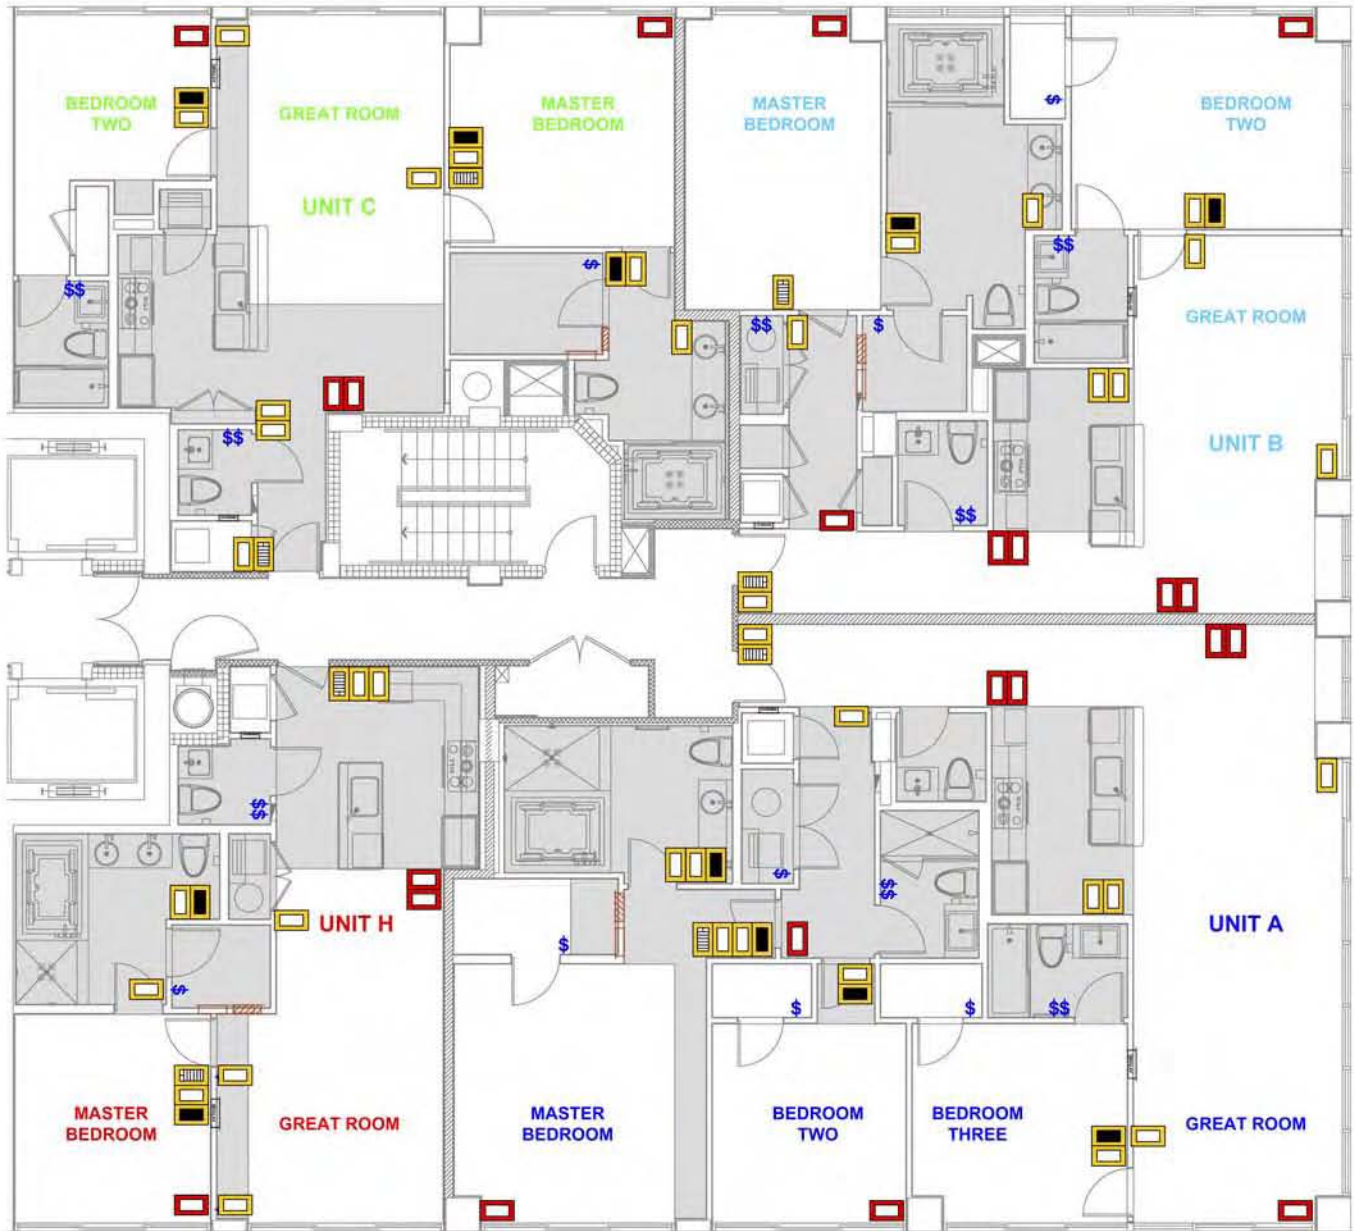 BEDROOM
TWO
GREAT ROOM
MASTER
BEDROOM
UNIT C
MASTER
BEDROOM
BEDROOM
TWO
$
$
$$
$$
$$
$$
$
GREAT ROOM
UNIT B
$$
$$
UNIT H
$
$
MASTER
BEDROOM
GREAT ROOM
$
$$
$
MASTER
BEDROOM
$
BEDROOM
TWO
$
BEDROOM
THREE
$$
UNIT A
GREAT ROOM